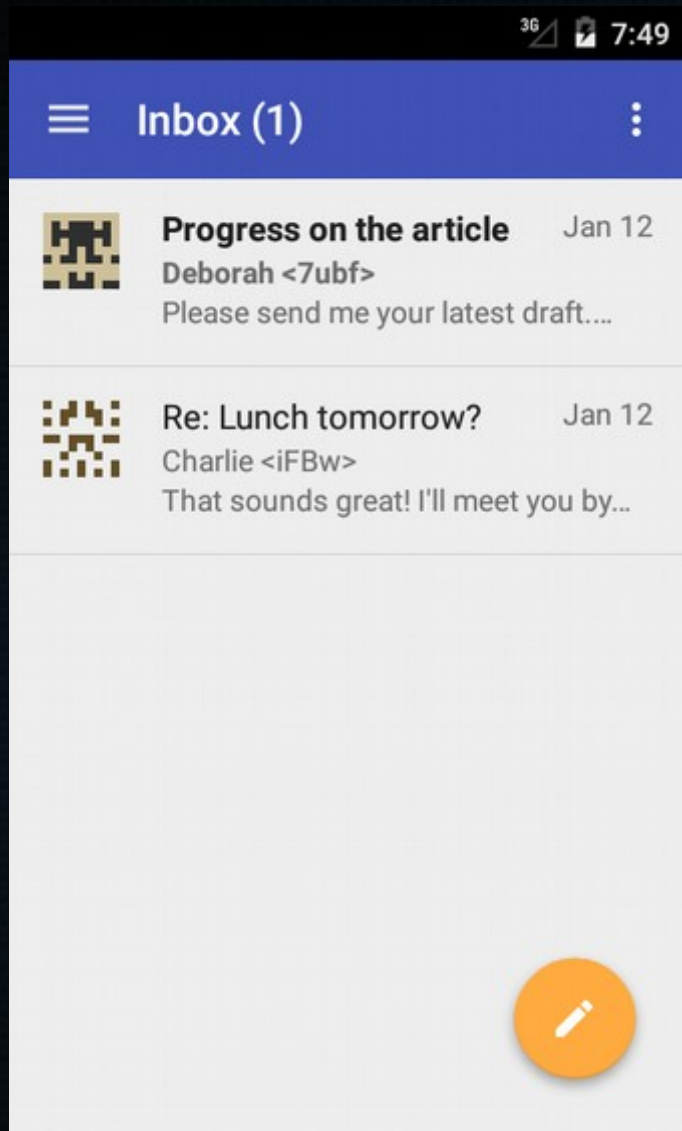 3G 7:49
Inbox (1)
Progress on the article Jan 12
Deborah <7ubf>
Please send me your latest draft....
Re: Lunch tomorrow? Jan 12
Charlie <iFBw>
That sounds great! I'll meet you by...